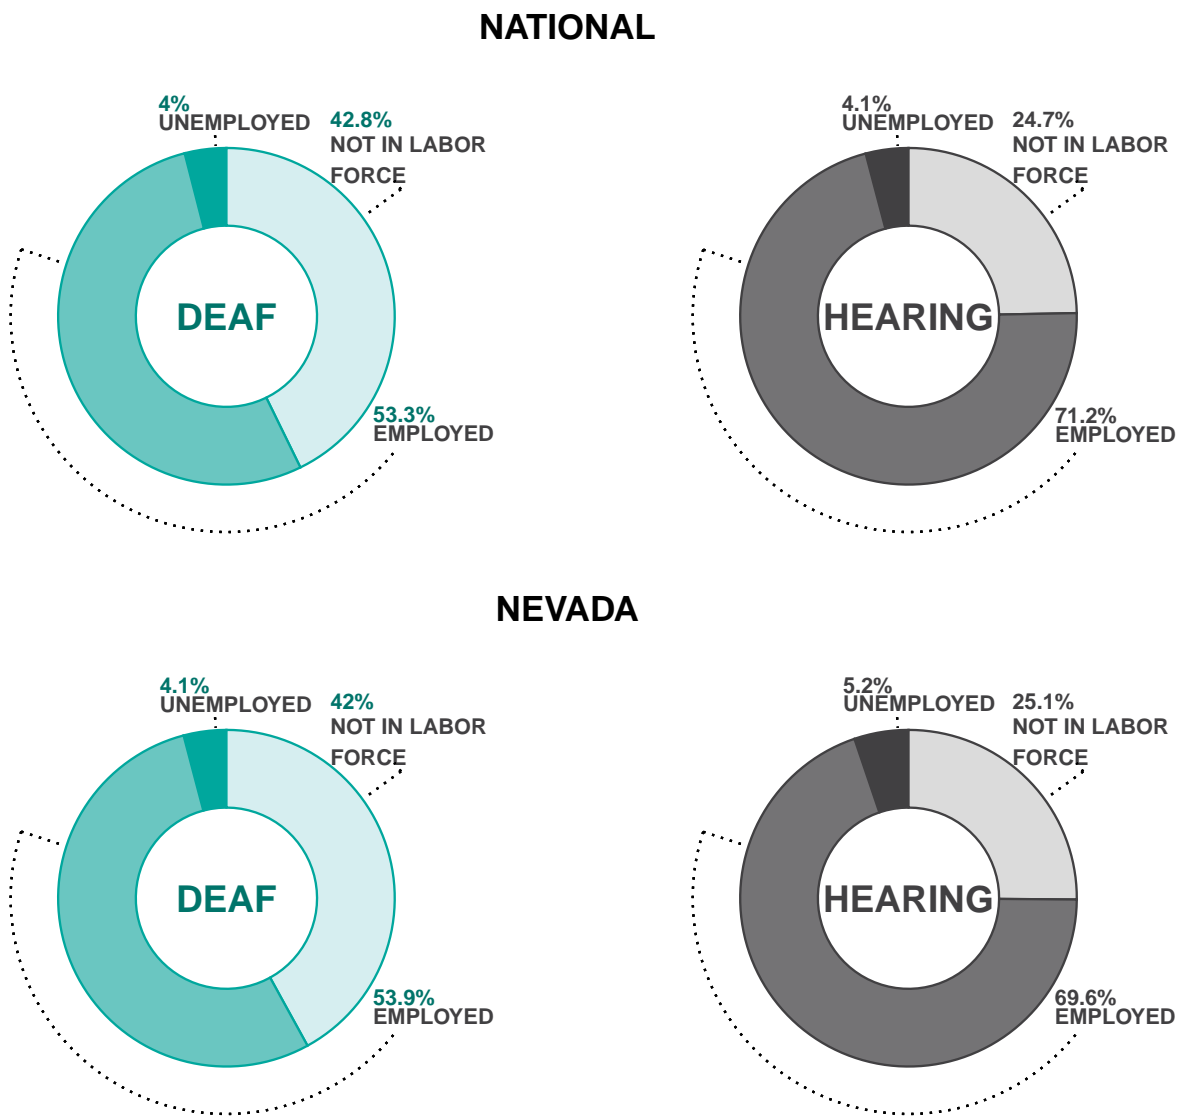 NATIONAL
4%
UNEMPLOYED
42.8%
NOT IN LABOR
FORCE
DEAF
53.3%
EMPLOYED
4.1%
UNEMPLOYED
24.7%
NOT IN LABOR
FORCE
HEARING
71.2%
EMPLOYED
NEVADA
4.1%
UNEMPLOYED
42%
NOT IN LABOR
FORCE
DEAF
53.9%
EMPLOYED
5.2%
UNEMPLOYED
25.1%
NOT IN LABOR
FORCE
HEARING
69.6%
EMPLOYED